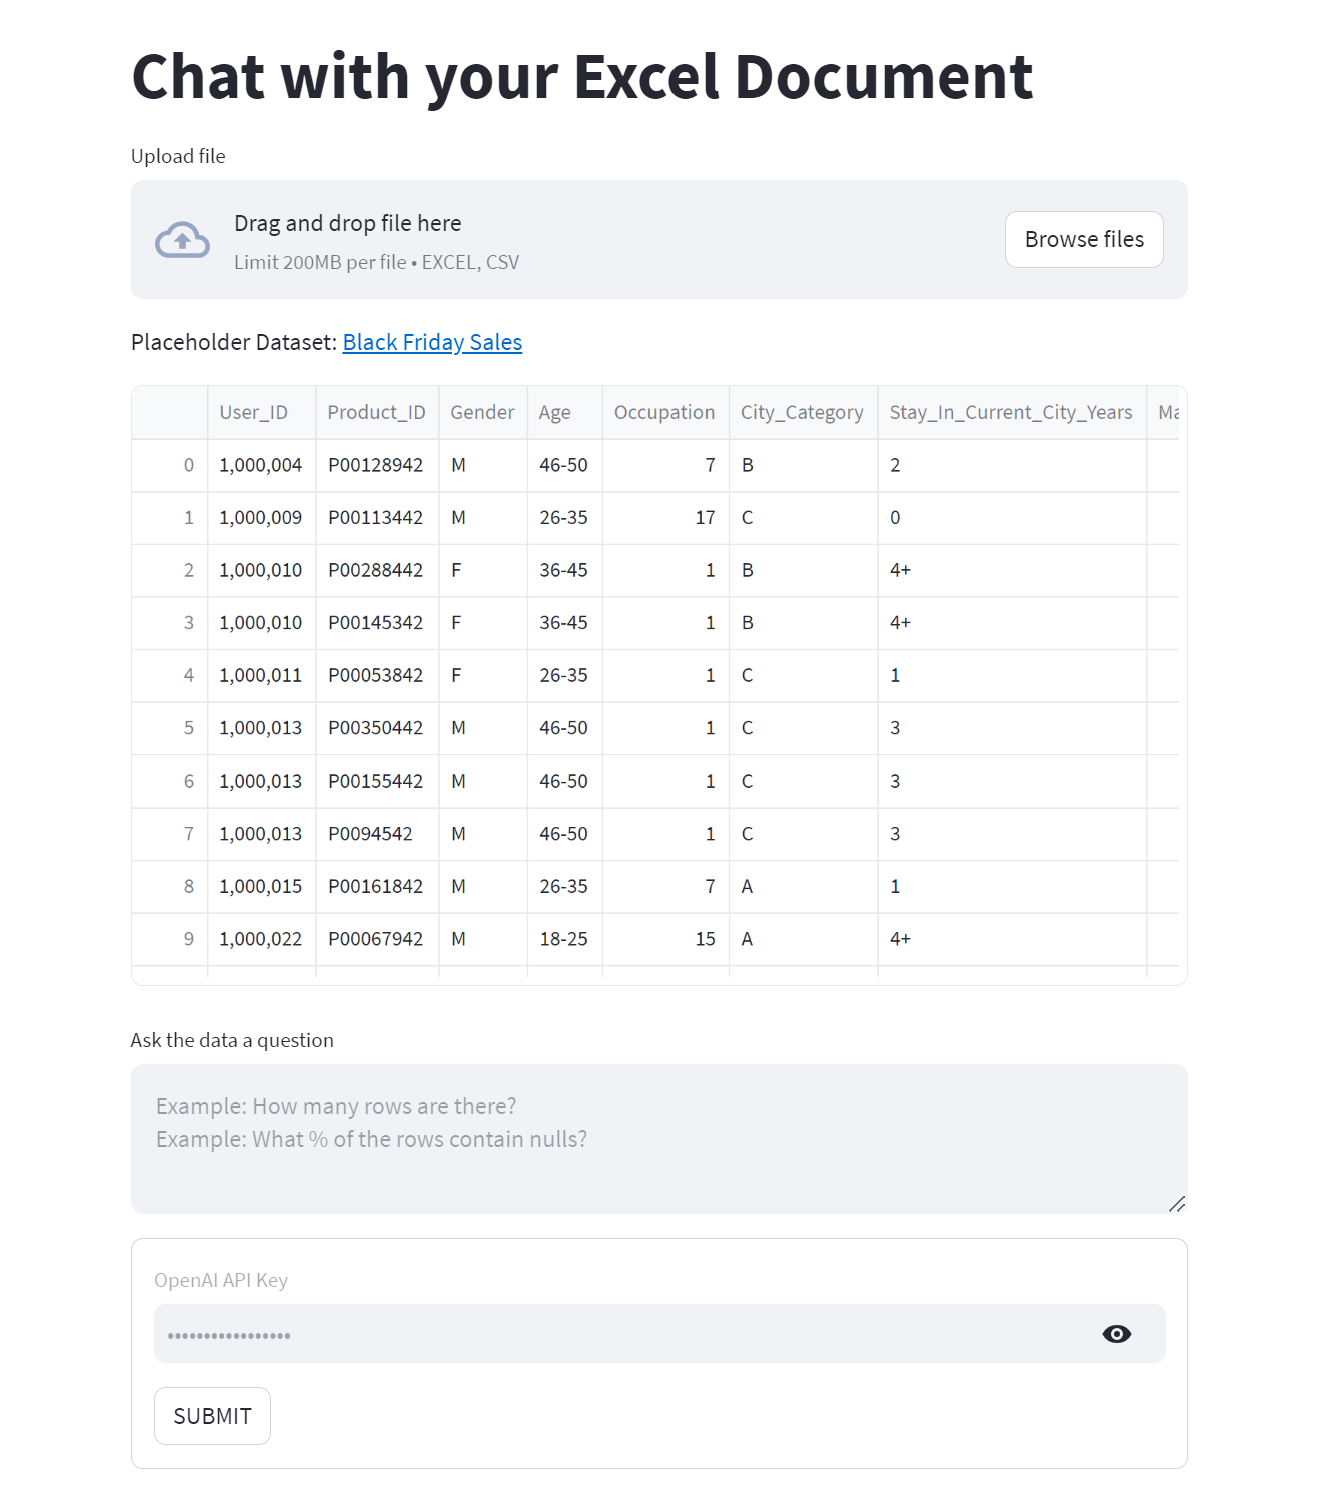 Chat with your Excel Document
Upload file
Drag and drop file here
Limit 200MB per file • EXCEL, CSV
Browse files
Placeholder Dataset: Black Friday Sales
User_ID Product_ID Gender Age Occupation City_Category Stay_In_Current_City_Years Ma
0 1,000,004 P00128942 M 46-50 7 B 2
1 1,000,009 P00113442 M 26-35 17 C 0
2 1,000,010 P00288442 F 36-45 1 B 4+
3 1,000,010 P00145342 F 36-45 1 B 4+
4 1,000,011 P00053842 F 26-35 1 C 1
5 1,000,013 P00350442 M 46-50 1 C 3
6 1,000,013 P00155442 M 46-50 1 C 3
7 1,000,013 P0094542 M 46-50 1 C 3
8 1,000,015 P00161842 M 26-35 7 A 1
9 1,000,022 P00067942 M 18-25 15 A 4+
Ask the data a question
Example: How many rows are there?
Example: What % of the rows contain nulls?
OpenAI API Key
•••••••••••••••••
SUBMIT